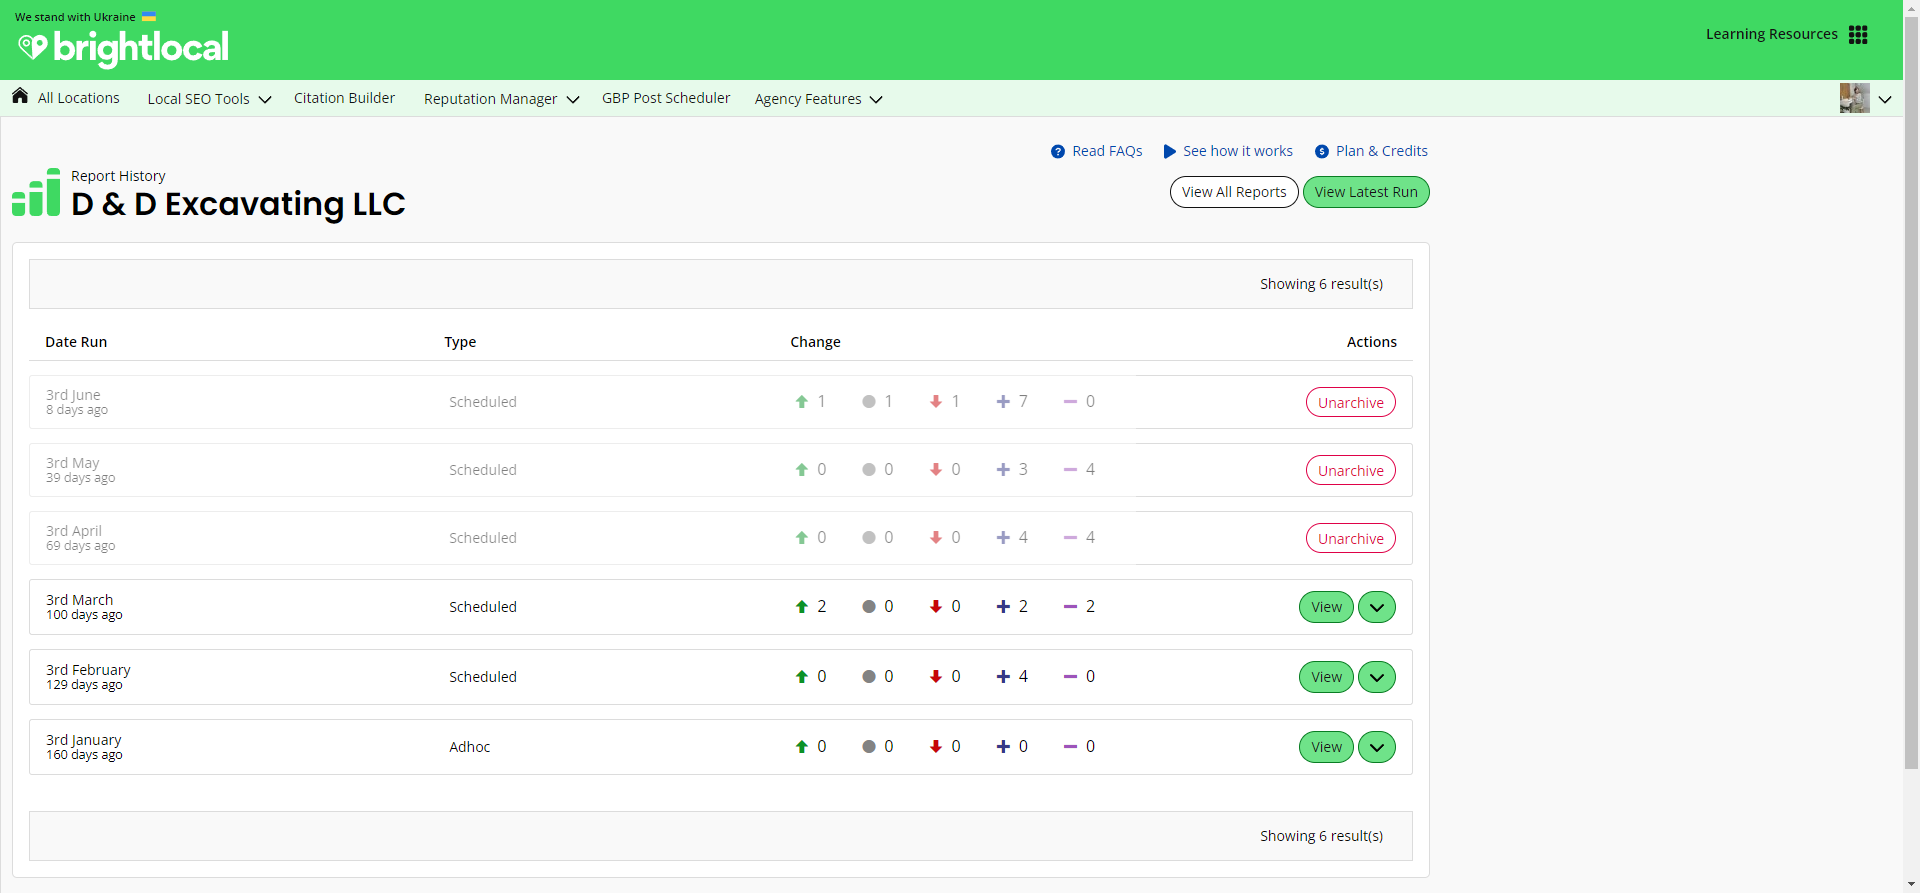 We stand with Ukraine
brightlocal
Learning Resources
All Locations Local SEO Tools Citation Builder Reputation Manager GBP Post Scheduler Agency Features
Read FAQs See how it works Plan & Credits
Report History
D & D Excavating LLC
View All Reports View Latest Run
Showing 6 result(s)
Date Run Type Change Actions
3rd June
8 days ago
Scheduled 1 1 1 7 0 Unarchive
3rd May
39 days ago
Scheduled 0 0 0 3 4 Unarchive
3rd April
69 days ago
Scheduled 0 0 0 4 4 Unarchive
3rd March
100 days ago
Scheduled 2 0 0 2 2 View
3rd February
129 days ago
Scheduled 0 0 0 4 0 View
3rd January
160 days ago
Adhoc 0 0 0 0 0 View
Showing 6 result(s)